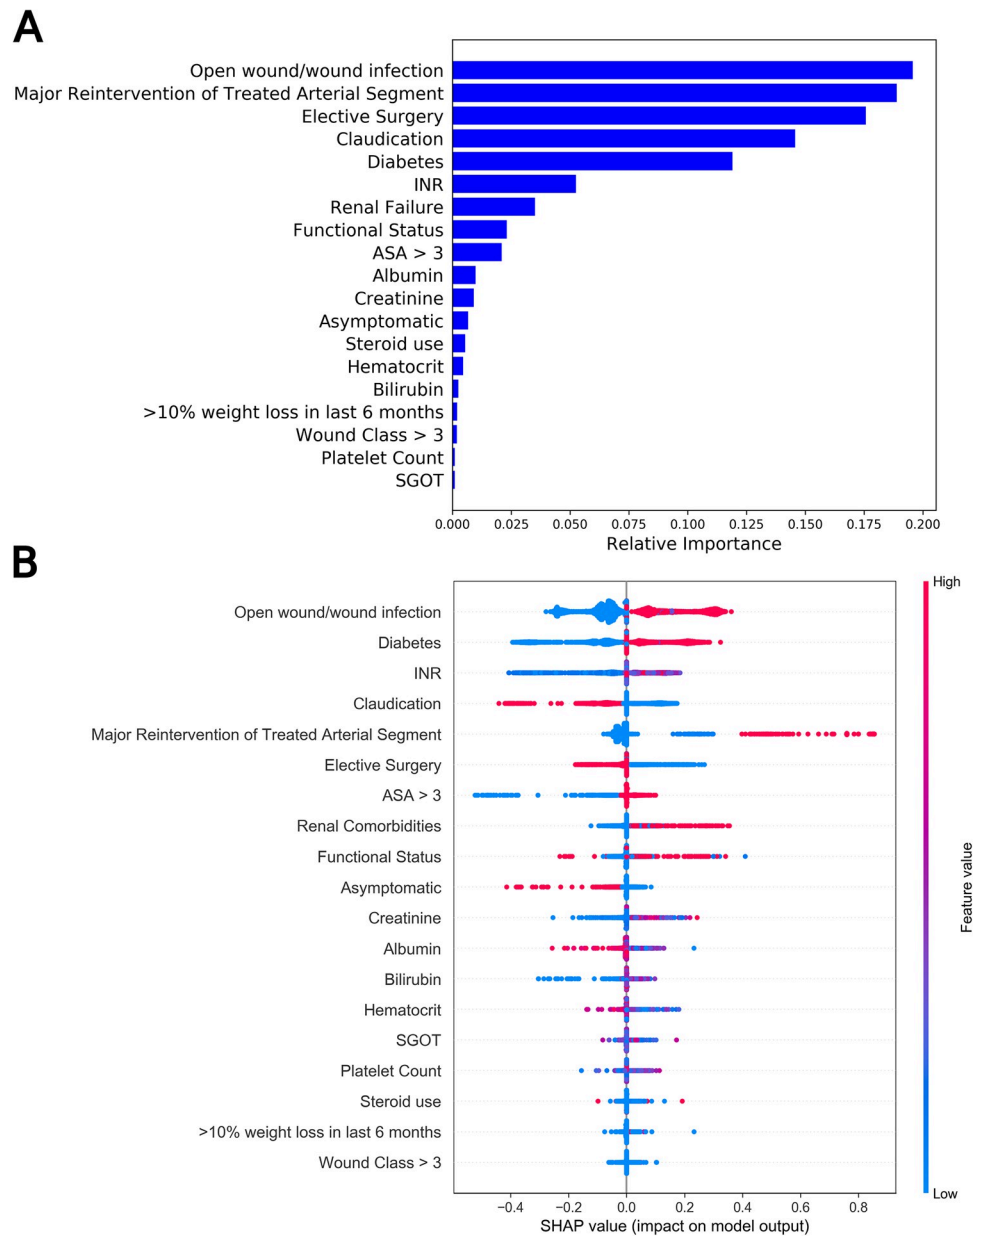 A
Open wound/wound infection
Major Reintervention of Treated Arterial Segment
Elective Surgery
Claudication
Diabetes
INR
Renal Failure
Functional Status
ASA > 3
Albumin
Creatinine
Asymptomatic
Steroid use
Hematocrit
Bilirubin
>10% weight loss in last 6 months
Wound Class > 3
Platelet Count
SGOT
0.000 0.025 0.050 0.075 0.100 0.125 0.150 0.175 0.200
Relative Importance
B
High
Open wound/wound infection
Diabetes
INR
Claudication
Major Reintervention of Treated Arterial Segment
Elective Surgery
ASA > 3
Renal Comorbidities
Functional Status
Asymptomatic
Creatinine
Albumin
Bilirubin
Hematocrit
SGOT
Platelet Count
Steroid use
>10% weight loss in last 6 months
Wound Class > 3
Feature value
Low
−0.4 −0.2 0.0 0.2 0.4 0.6 0.8
SHAP value (impact on model output)